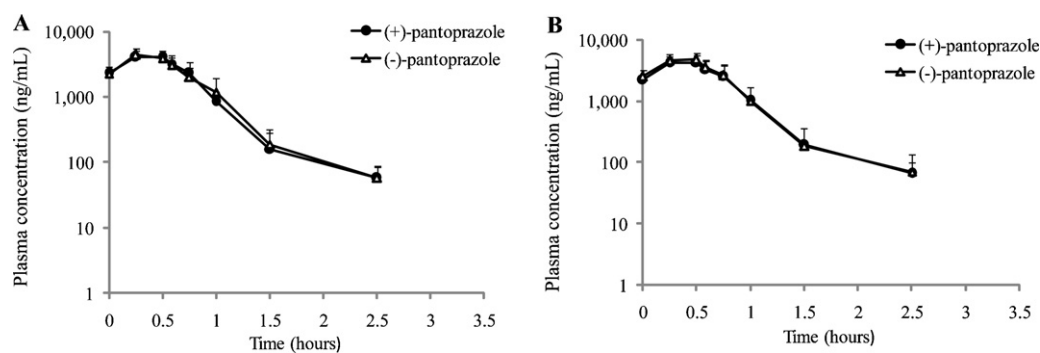 A
(+)-pantoprazole
(-)-pantoprazole
Plasma concentration (ng/mL)
10,000
1,000
100
10
1
0 0.5 1 1.5 2 2.5 3 3.5
Time (hours)
B
(+)-pantoprazole
(-)-pantoprazole
Plasma concentration (ng/mL)
10,000
1,000
100
10
1
0 0.5 1 1.5 2 2.5 3 3.5
Time (hours)